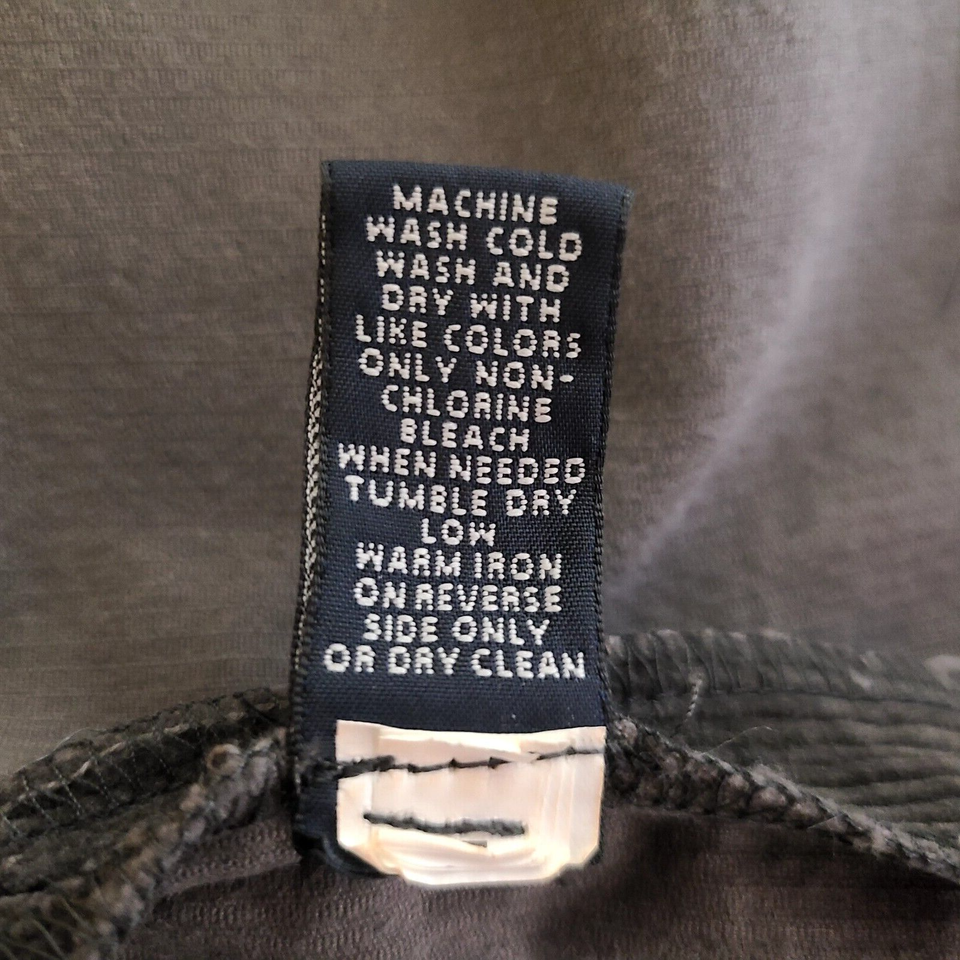 MACHINE
WASH COLD
WASH AND
DRY WITH
LIKE COLORS
ONLY NON-
CHLORINE
BLEACH
WHEN NEEDED
TUMBLE DRY
LOW
WARM IRON
ON REVERSE
SIDE ONLY
OR DRY CLEAN